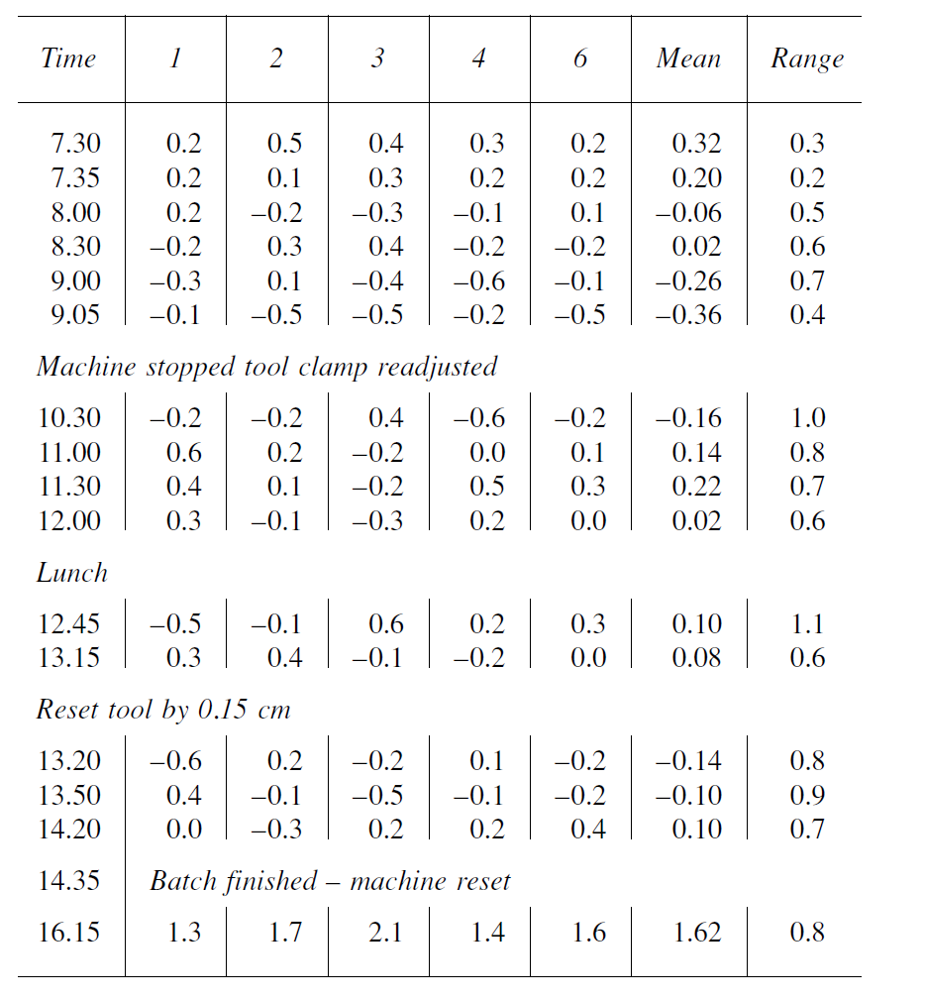 Time 1 2 3 4 6 Mean Range
7.30 0.2 0.5 0.4 0.3 0.2 0.32 0.3
7.35 0.2 0.1 0.3 0.2 0.2 0.20 0.2
8.00 0.2 –0.2 –0.3 –0.1 0.1 –0.06 0.5
8.30 –0.2 0.3 0.4 –0.2 –0.2 0.02 0.6
9.00 –0.3 0.1 –0.4 –0.6 –0.1 –0.26 0.7
9.05 –0.1 –0.5 –0.5 –0.2 –0.5 –0.36 0.4
Machine stopped tool clamp readjusted
10.30 –0.2 –0.2 0.4 –0.6 –0.2 –0.16 1.0
11.00 0.6 0.2 –0.2 0.0 0.1 0.14 0.8
11.30 0.4 0.1 –0.2 0.5 0.3 0.22 0.7
12.00 0.3 –0.1 –0.3 0.2 0.0 0.02 0.6
Lunch
12.45 –0.5 –0.1 0.6 0.2 0.3 0.10 1.1
13.15 0.3 0.4 –0.1 –0.2 0.0 0.08 0.6
Reset tool by 0.15 cm
13.20 –0.6 0.2 –0.2 0.1 –0.2 –0.14 0.8
13.50 0.4 –0.1 –0.5 –0.1 –0.2 –0.10 0.9
14.20 0.0 –0.3 0.2 0.2 0.4 0.10 0.7
14.35 Batch finished – machine reset
16.15 1.3 1.7 2.1 1.4 1.6 1.62 0.8